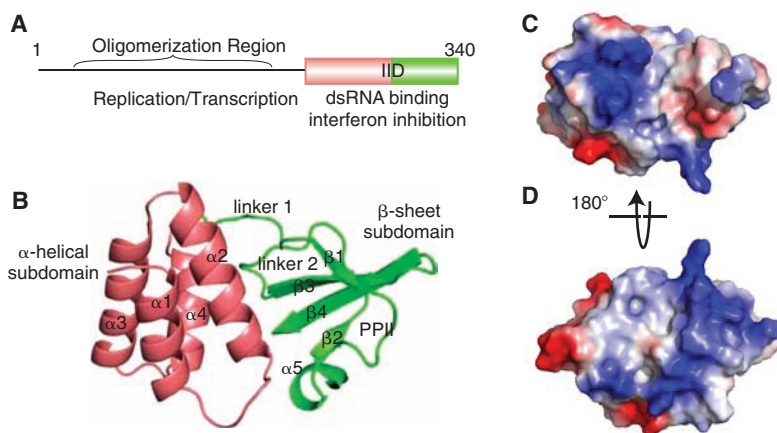 A
1
Oligomerization Region
340
IID
Replication/Transcription
dsRNA binding
interferon inhibition
B
linker 1
β-sheet
subdomain
α-helical
subdomain
α2
linker 2
β1
β3
α1
α3
α4
β4
β2
PPII
α5
C
D
180°